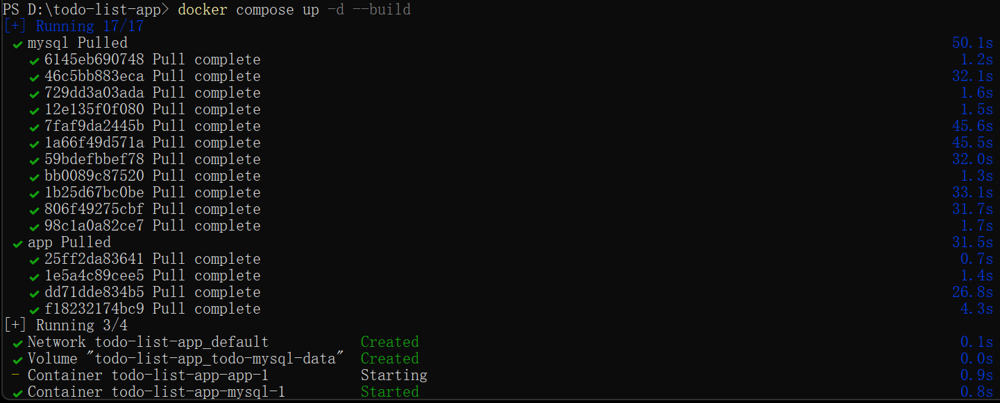 PS D:\todo-list-app> docker compose up -d --build
[+] Running 17/17
✔ mysql Pulled 50.1s
✔ 6145eb690748 Pull complete 1.2s
✔ 46c5bb883eca Pull complete 32.1s
✔ 729dd3a03ada Pull complete 1.6s
✔ 12e135f0f080 Pull complete 1.5s
✔ 7faf9da2445b Pull complete 45.6s
✔ 1a66f49d571a Pull complete 45.5s
✔ 59bdefbbef78 Pull complete 32.0s
✔ bb0089c87520 Pull complete 1.3s
✔ 1b25d67bc0be Pull complete 33.1s
✔ 806f49275cbf Pull complete 31.7s
✔ 98c1a0a82ce7 Pull complete 1.7s
✔ app Pulled 31.5s
✔ 25ff2da83641 Pull complete 0.7s
✔ 1e5a4c89cee5 Pull complete 1.4s
✔ dd71dde834b5 Pull complete 26.8s
✔ f18232174bc9 Pull complete 4.3s
[+] Running 3/4
✔ Network todo-list-app_default Created 0.1s
✔ Volume "todo-list-app_todo-mysql-data" Created 0.0s
- Container todo-list-app-app-1 Starting 0.9s
✔ Container todo-list-app-mysql-1 Started 0.8s